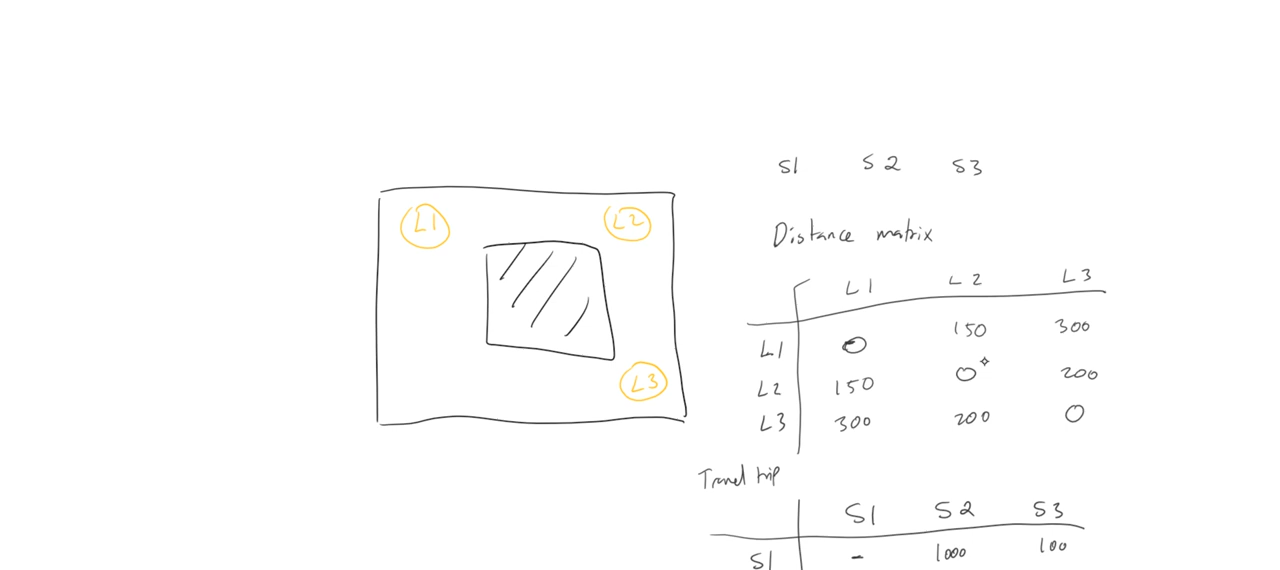 S1 S2 S3
L1 L2
Distance matrix
L1 L2 L3
L1 0 150 300
L2 150 0 200
L3
L3 300 200 0
Travel trip
S1 S2 S3
S1 - 1000 100